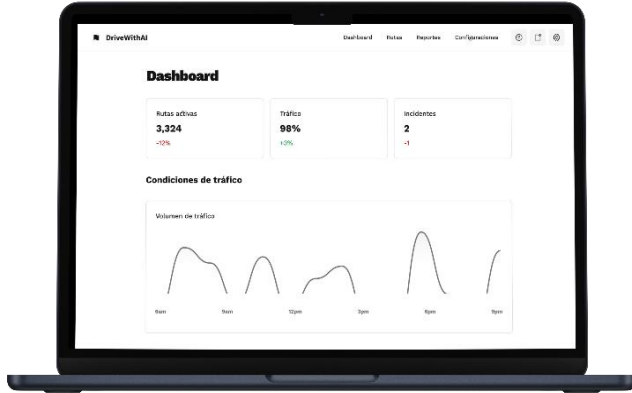 DriveWithAI
Dashboard Rutas Reportes Configuraciones
Dashboard
Rutas activas Tráfico Incidentes
3,324 98% 2
-12% +3% -1
Condiciones de tráfico
Volumen de tráfico
6am 9am 12pm 3pm 6pm 9pm